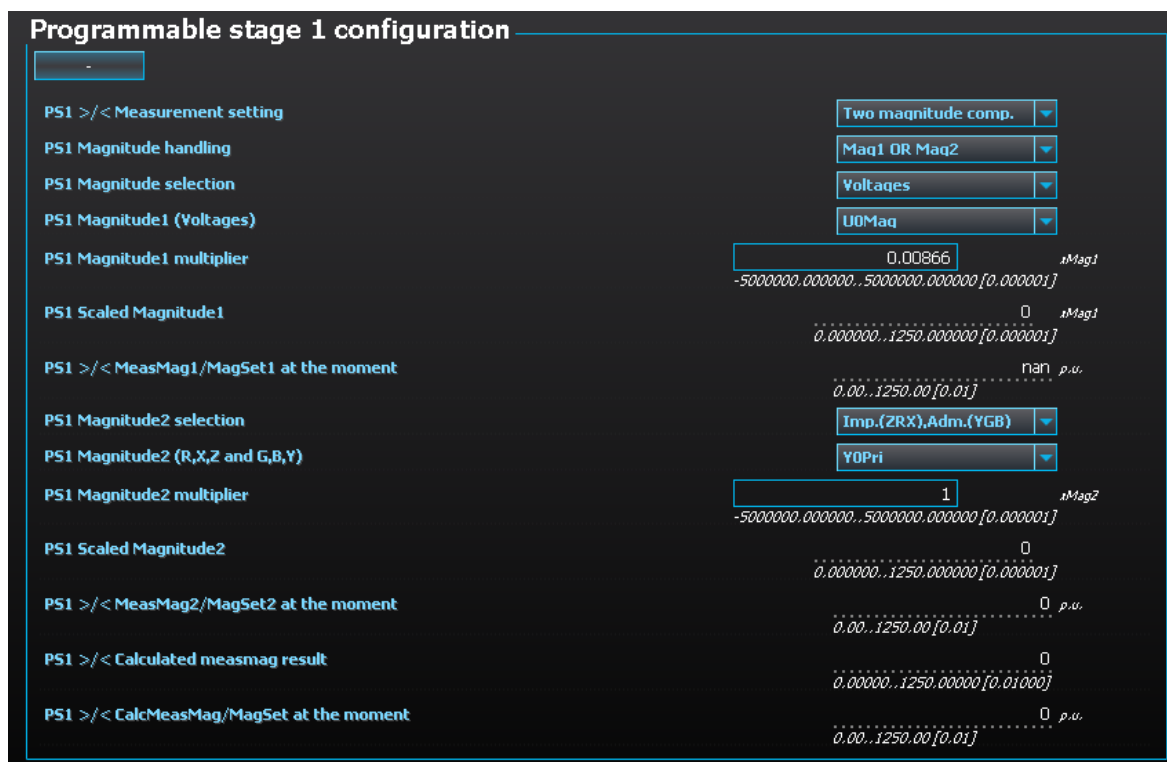 Programmable stage 1 configuration
-
PS1 >/< Measurement setting Two magnitude comp.
PS1 Magnitude handling Mag1 OR Mag2
PS1 Magnitude selection Voltages
PS1 Magnitude1 (Voltages) U0Mag
PS1 Magnitude1 multiplier 0.00866 xMag1
-5000000.000000..5000000.000000 [0.000001]
PS1 Scaled Magnitude1 0 xMag1
0.000000..1250.000000 [0.000001]
PS1 >/< MeasMag1/MagSet1 at the moment nan p.u.
0.00..1250.00 [0.01]
PS1 Magnitude2 selection Imp.(ZRX),Adm.(YGB)
PS1 Magnitude2 (R,X,Z and G,B,Y) Y0Pri
PS1 Magnitude2 multiplier 1 xMag2
-5000000.000000..5000000.000000 [0.000001]
PS1 Scaled Magnitude2 0
0.000000..1250.000000 [0.000001]
PS1 >/< MeasMag2/MagSet2 at the moment 0 p.u.
0.00..1250.00 [0.01]
PS1 >/< Calculated measmag result 0
0.00000..1250.00000 [0.01000]
PS1 >/< CalcMeasMag/MagSet at the moment 0 p.u.
0.00..1250.00 [0.01]